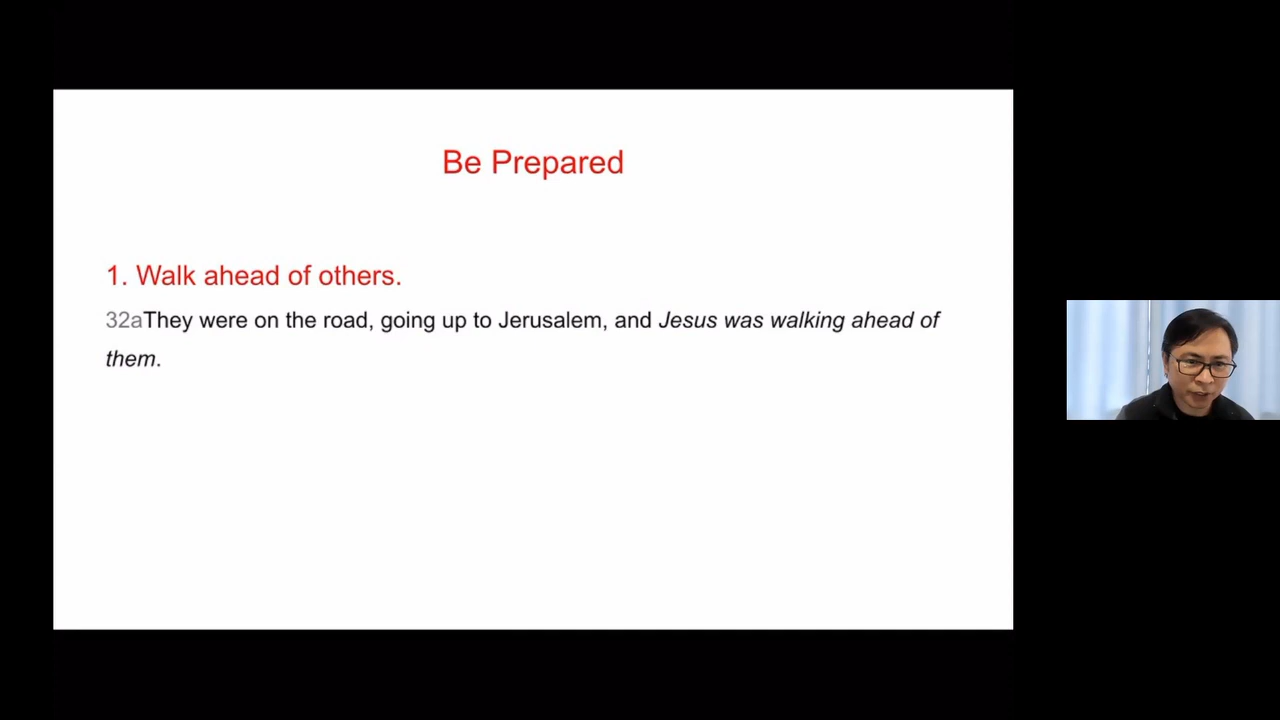 Be Prepared
1. Walk ahead of others.
32aThey were on the road, going up to Jerusalem, and Jesus was walking ahead of
them.